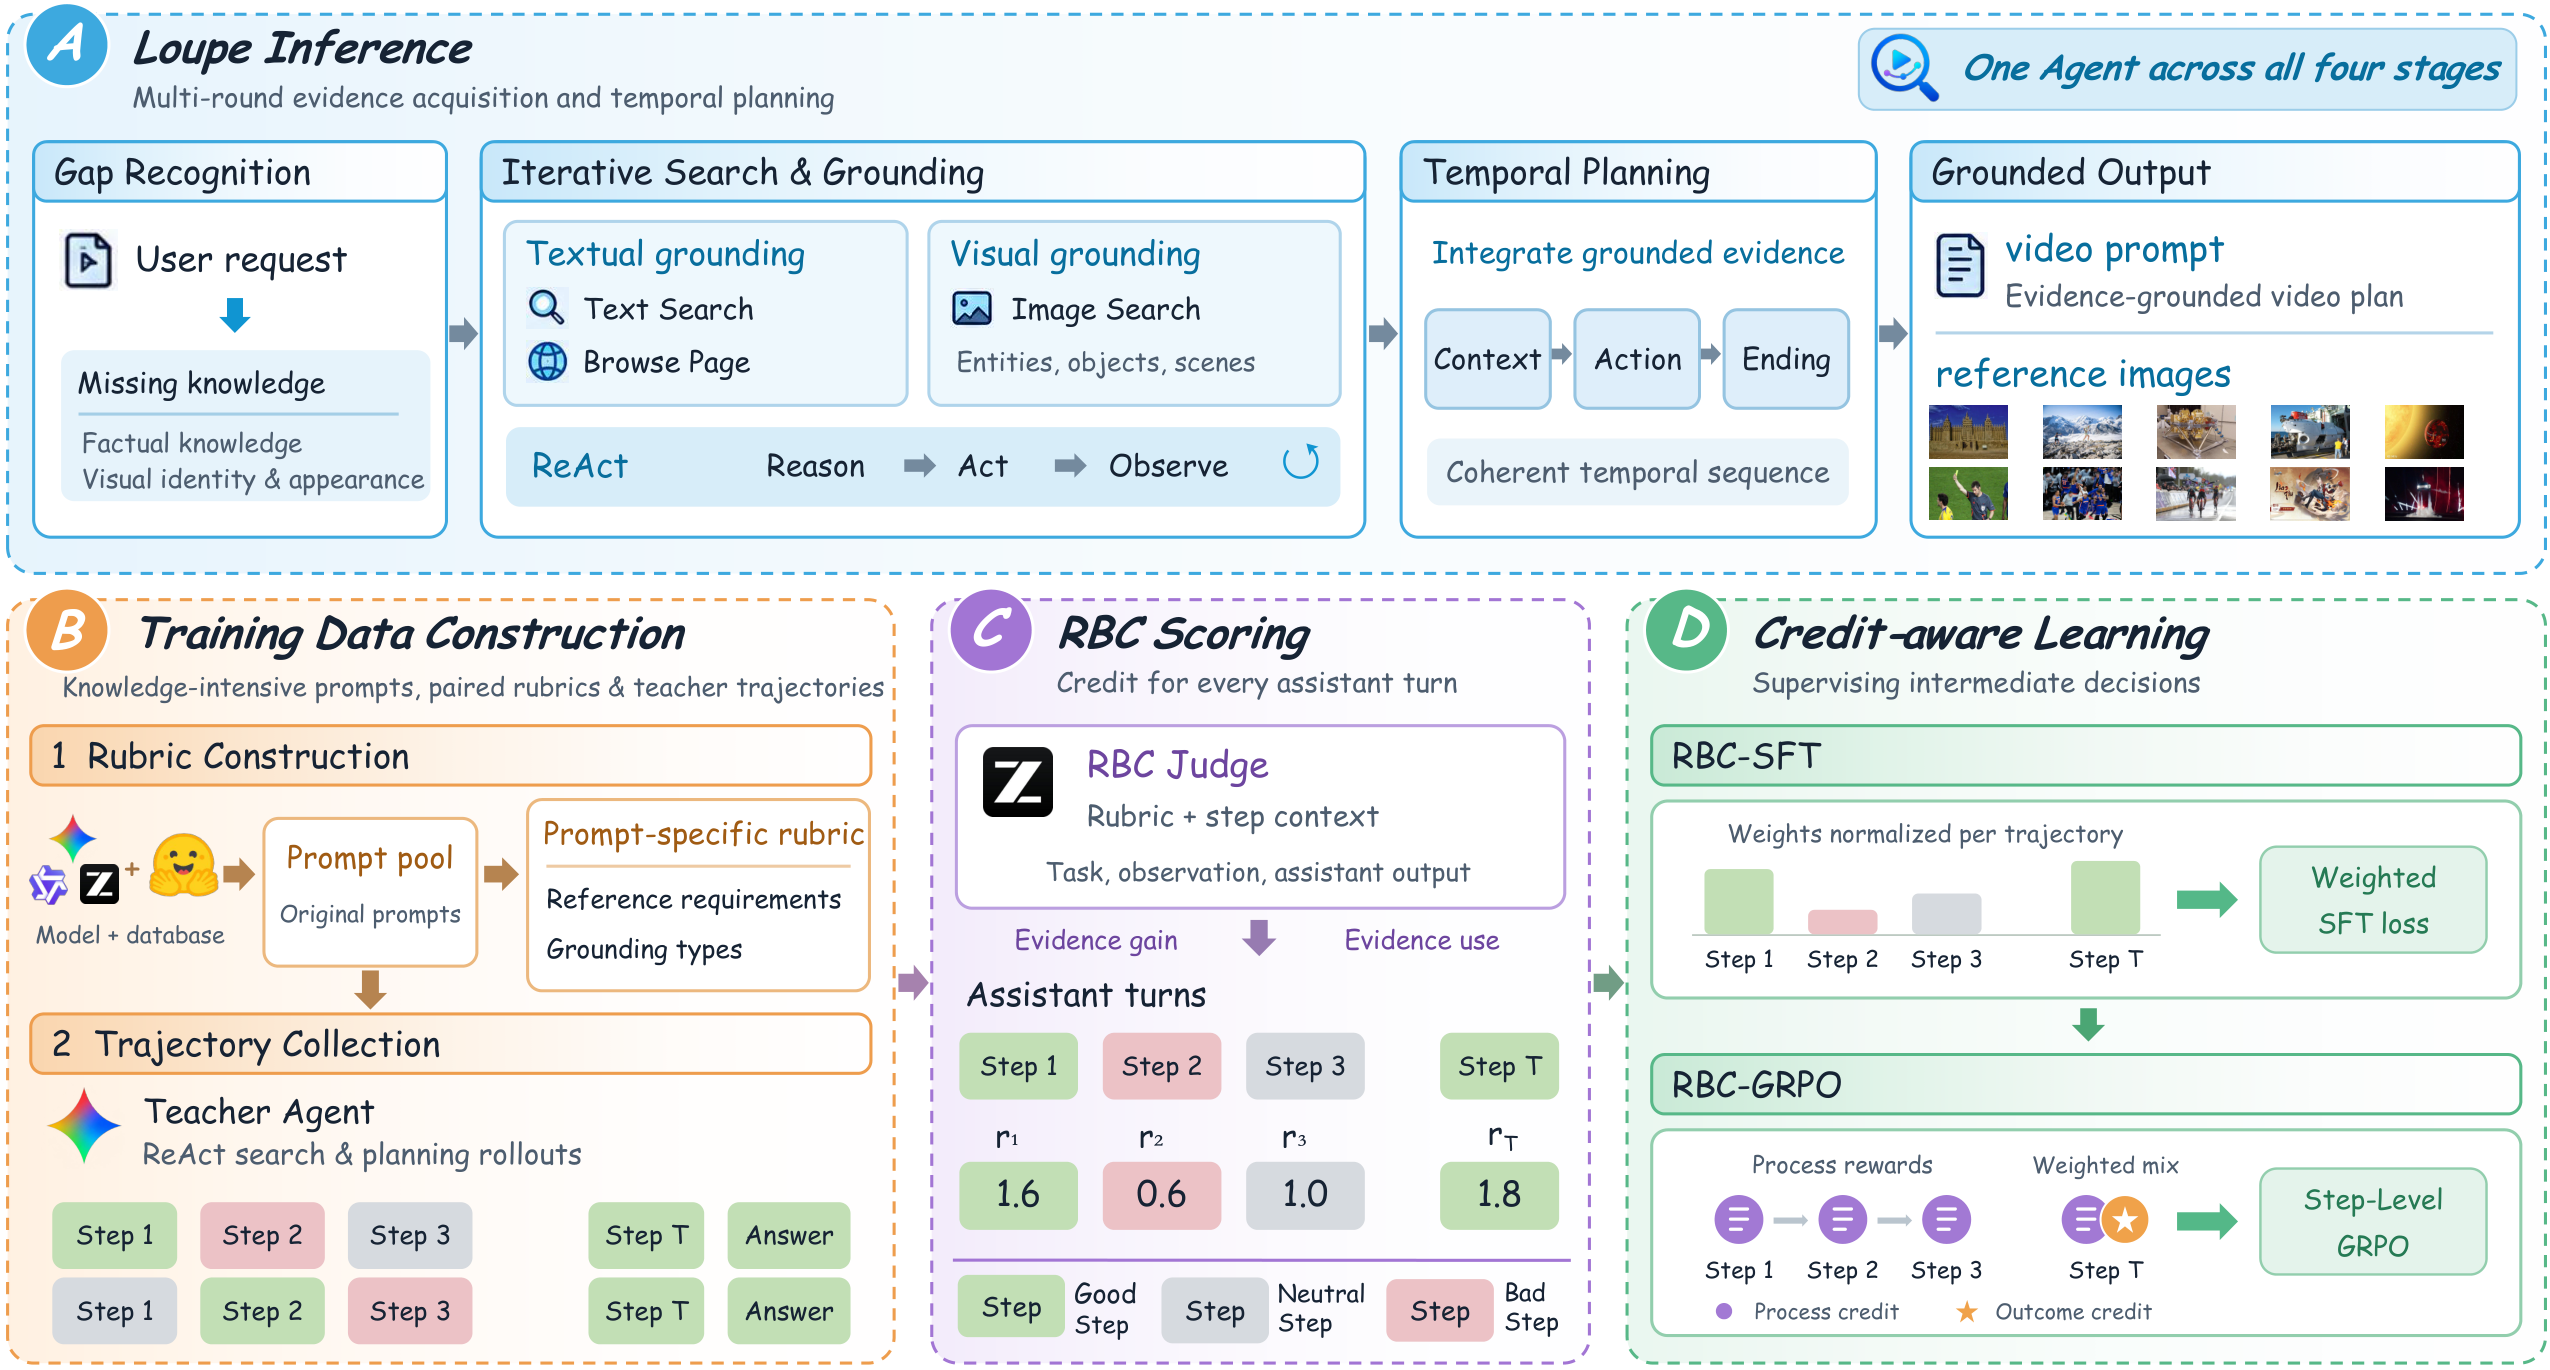 A
Loupe Inference
Multi-round evidence acquisition and temporal planning
One Agent across all four stages
Gap Recognition
User request
Missing knowledge
Factual knowledge
Visual identity & appearance
Iterative Search & Grounding
Textual grounding
Text Search
Browse Page
Visual grounding
Image Search
Entities, objects, scenes
ReAct
Reason
Act
Observe
Temporal Planning
Integrate grounded evidence
Context
Action
Ending
Coherent temporal sequence
Grounded Output
video prompt
Evidence-grounded video plan
reference images
B
Training Data Construction
Knowledge-intensive prompts, paired rubrics & teacher trajectories
1 Rubric Construction
+
Model + database
Prompt pool
Original prompts
Prompt-specific rubric
Reference requirements
Grounding types
2 Trajectory Collection
Teacher Agent
ReAct search & planning rollouts
Step 1
Step 2
Step 3
Step T
Answer
Step 1
Step 2
Step 3
Step T
Answer
C
RBC Scoring
Credit for every assistant turn
RBC Judge
Rubric + step context
Task, observation, assistant output
Evidence gain
Evidence use
Assistant turns
Step 1
Step 2
Step 3
Step T
r1
r2
r3
rT
1.6
0.6
1.0
1.8
Step
Good
Step
Step
Neutral
Step
Step
Bad
Step
D
Credit-aware Learning
Supervising intermediate decisions
RBC-SFT
Weights normalized per trajectory
Step 1
Step 2
Step 3
Step T
Weighted
SFT loss
RBC-GRPO
Process rewards
Weighted mix
Step 1
Step 2
Step 3
Step T
Process credit
Outcome credit
Step-Level
GRPO